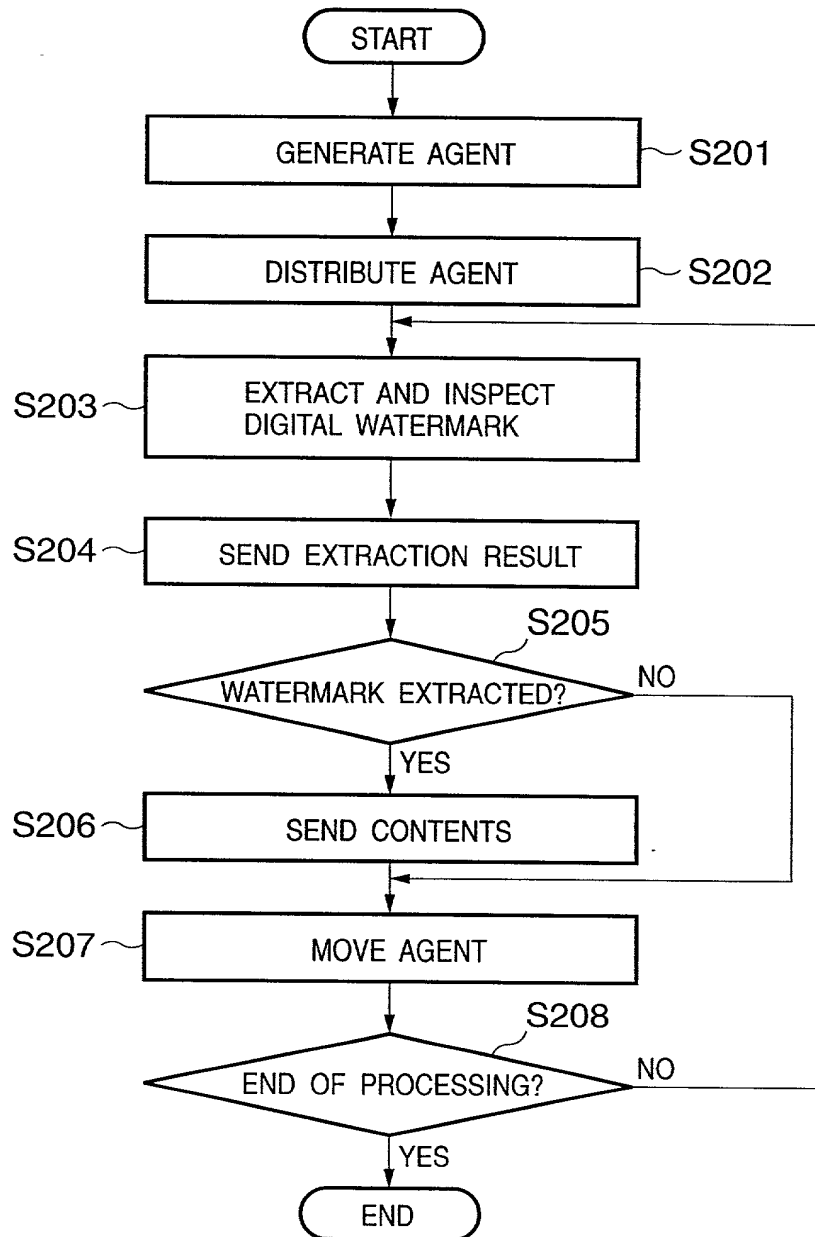 START
GENERATE AGENT
S201
DISTRIBUTE AGENT
S202
S203
EXTRACT AND INSPECT
DIGITAL WATERMARK
S204
SEND EXTRACTION RESULT
S205
WATERMARK EXTRACTED?
NO
YES
S206
SEND CONTENTS
S207
MOVE AGENT
S208
END OF PROCESSING?
NO
YES
END